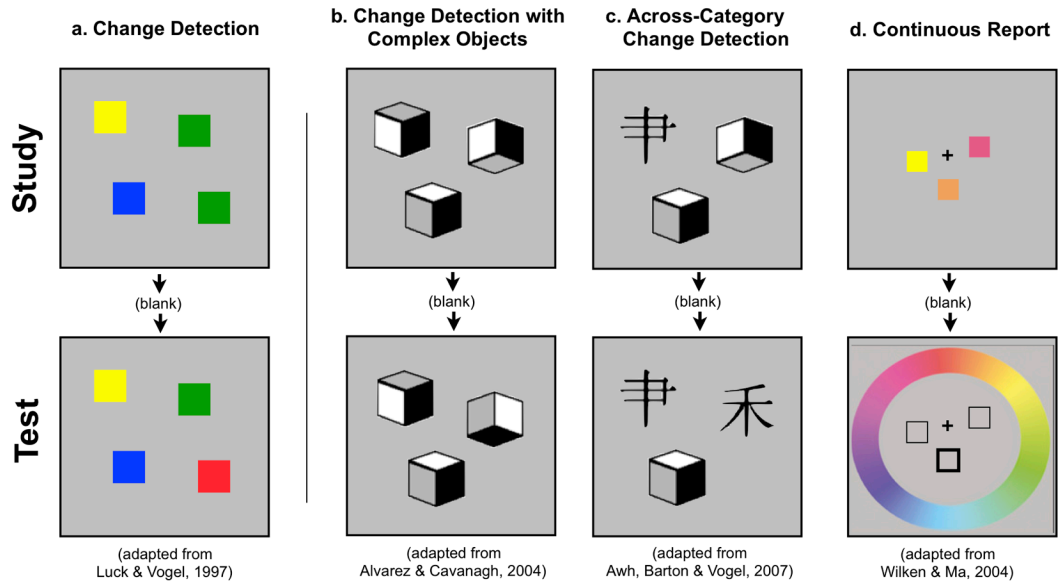 a. Change Detection
b. Change Detection with
Complex Objects
c. Across-Category
Change Detection
d. Continuous Report
Study
(blank)
(blank)
(blank)
(blank)
Test
禾
(adapted from
Luck & Vogel, 1997)
(adapted from
Alvarez & Cavanagh, 2004)
(adapted from
Awh, Barton & Vogel, 2007)
(adapted from
Wilken & Ma, 2004)